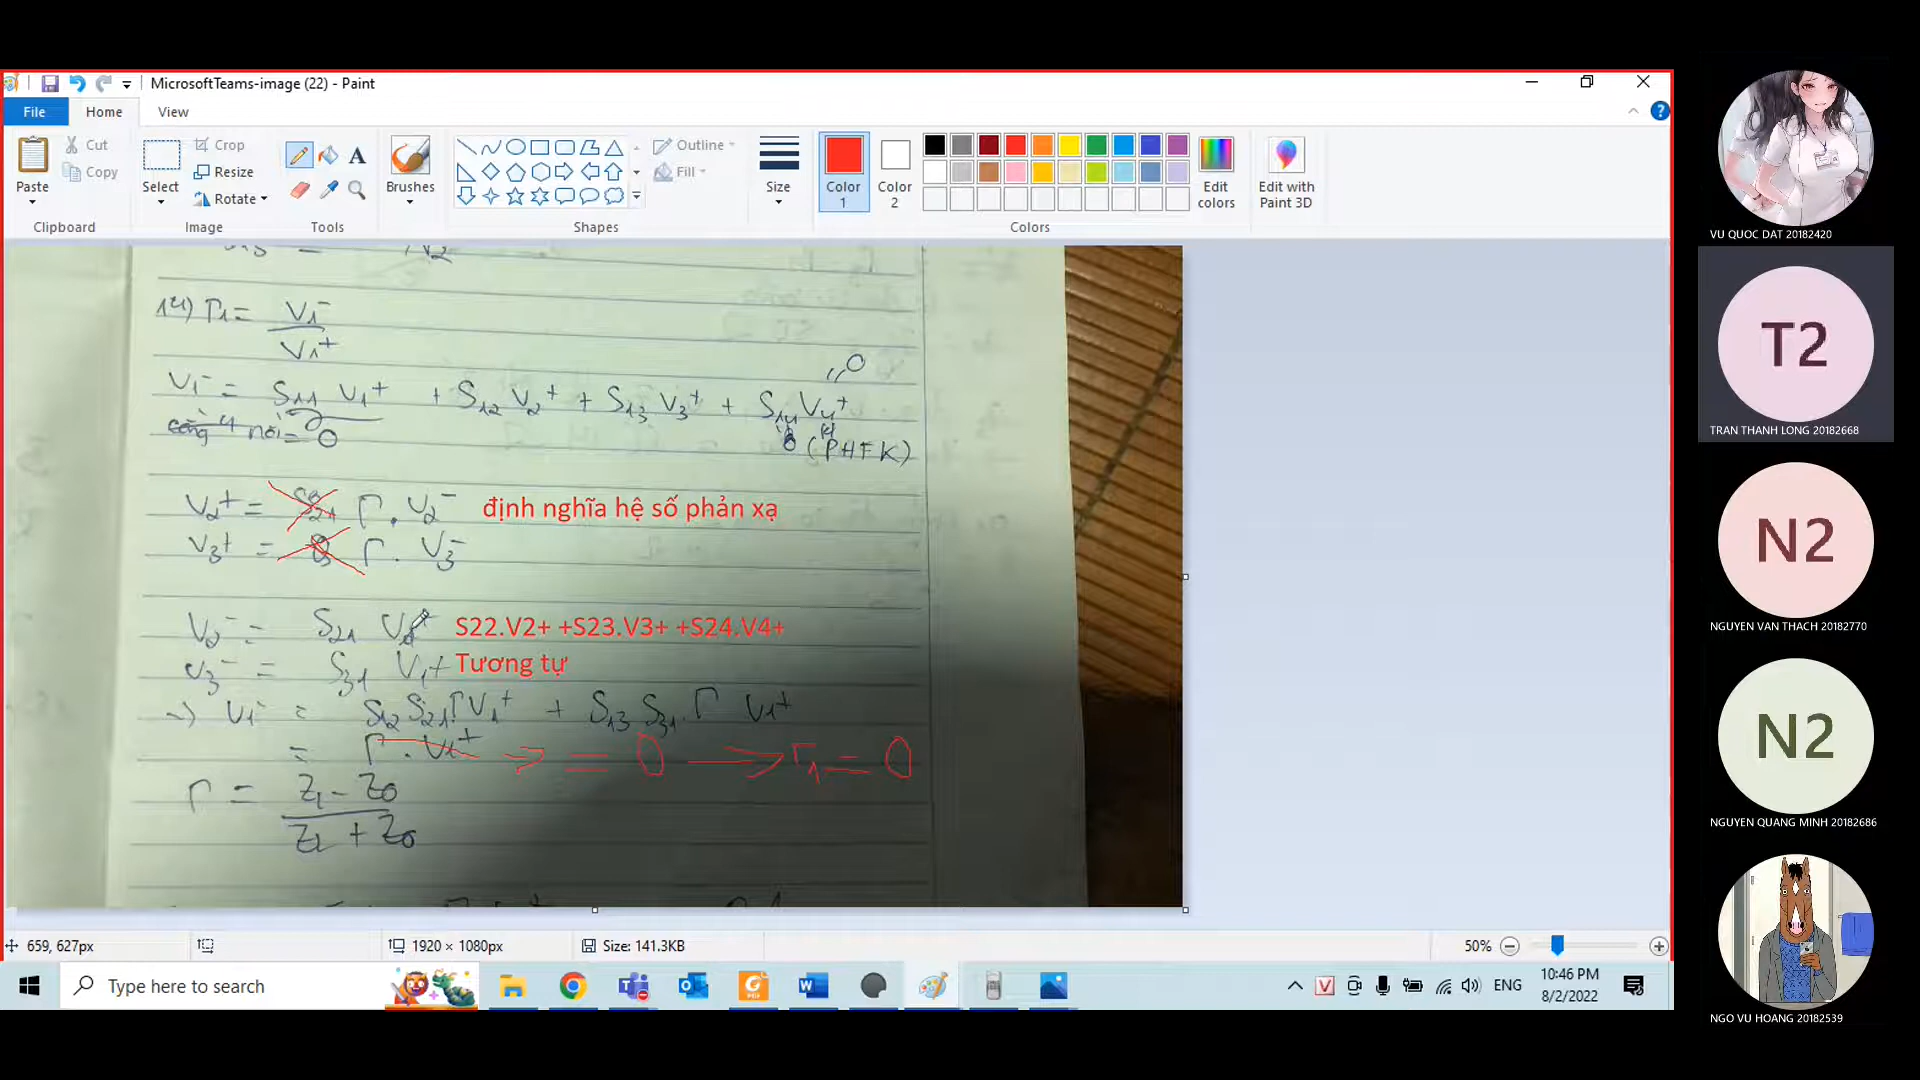 MicrosoftTeams-image (22) - Paint
File Home View
Paste
Cut
Copy
Clipboard
Select
Crop
Resize
Rotate
Image
Tools
Brushes
Outline
Fill
Shapes
Size
Color 1
Color 2
Edit colors
Edit with Paint 3D
Colors
14) Γ1 = V1⁻ / V1⁺
V1⁻ = S11 V1⁺ + S12 V2⁺ + S13 V3⁺ + S14 V4⁺
0
4 = 0
0 (PHFK)
V2⁺ = S21 Γ . V2⁻ định nghĩa hệ số phản xạ
V3⁺ = Γ . V3⁻
V2⁻ = S21 S22.V2+ +S23.V3+ +S24.V4+
V3⁻ = S31 V1⁺ Tương tự
→ V1⁻ = S12 S21 Γ V1⁺ + S13 S31 . Γ V1⁺
= Γ . V1⁺ → = 0 → Γ1 = 0
Γ = ZL - Z0 / ZL + Z0
659, 627px
1920 × 1080px
Size: 141.3KB
50%
Type here to search
ENG
10:46 PM
8/2/2022
VU QUOC DAT 20182420
T2
TRAN THANH LONG 20182668
N2
NGUYEN VAN THACH 20182770
N2
NGUYEN QUANG MINH 20182686
NGO VU HOANG 20182539